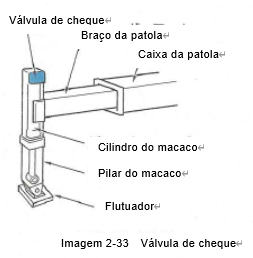 Válvula de cheque↵
Braço da patola↵
Caixa da patola↵
Cilindro do macaco↵
Pilar do macaco↵
Flutuador↵
Imagem 2-33 Válvula de cheque↵